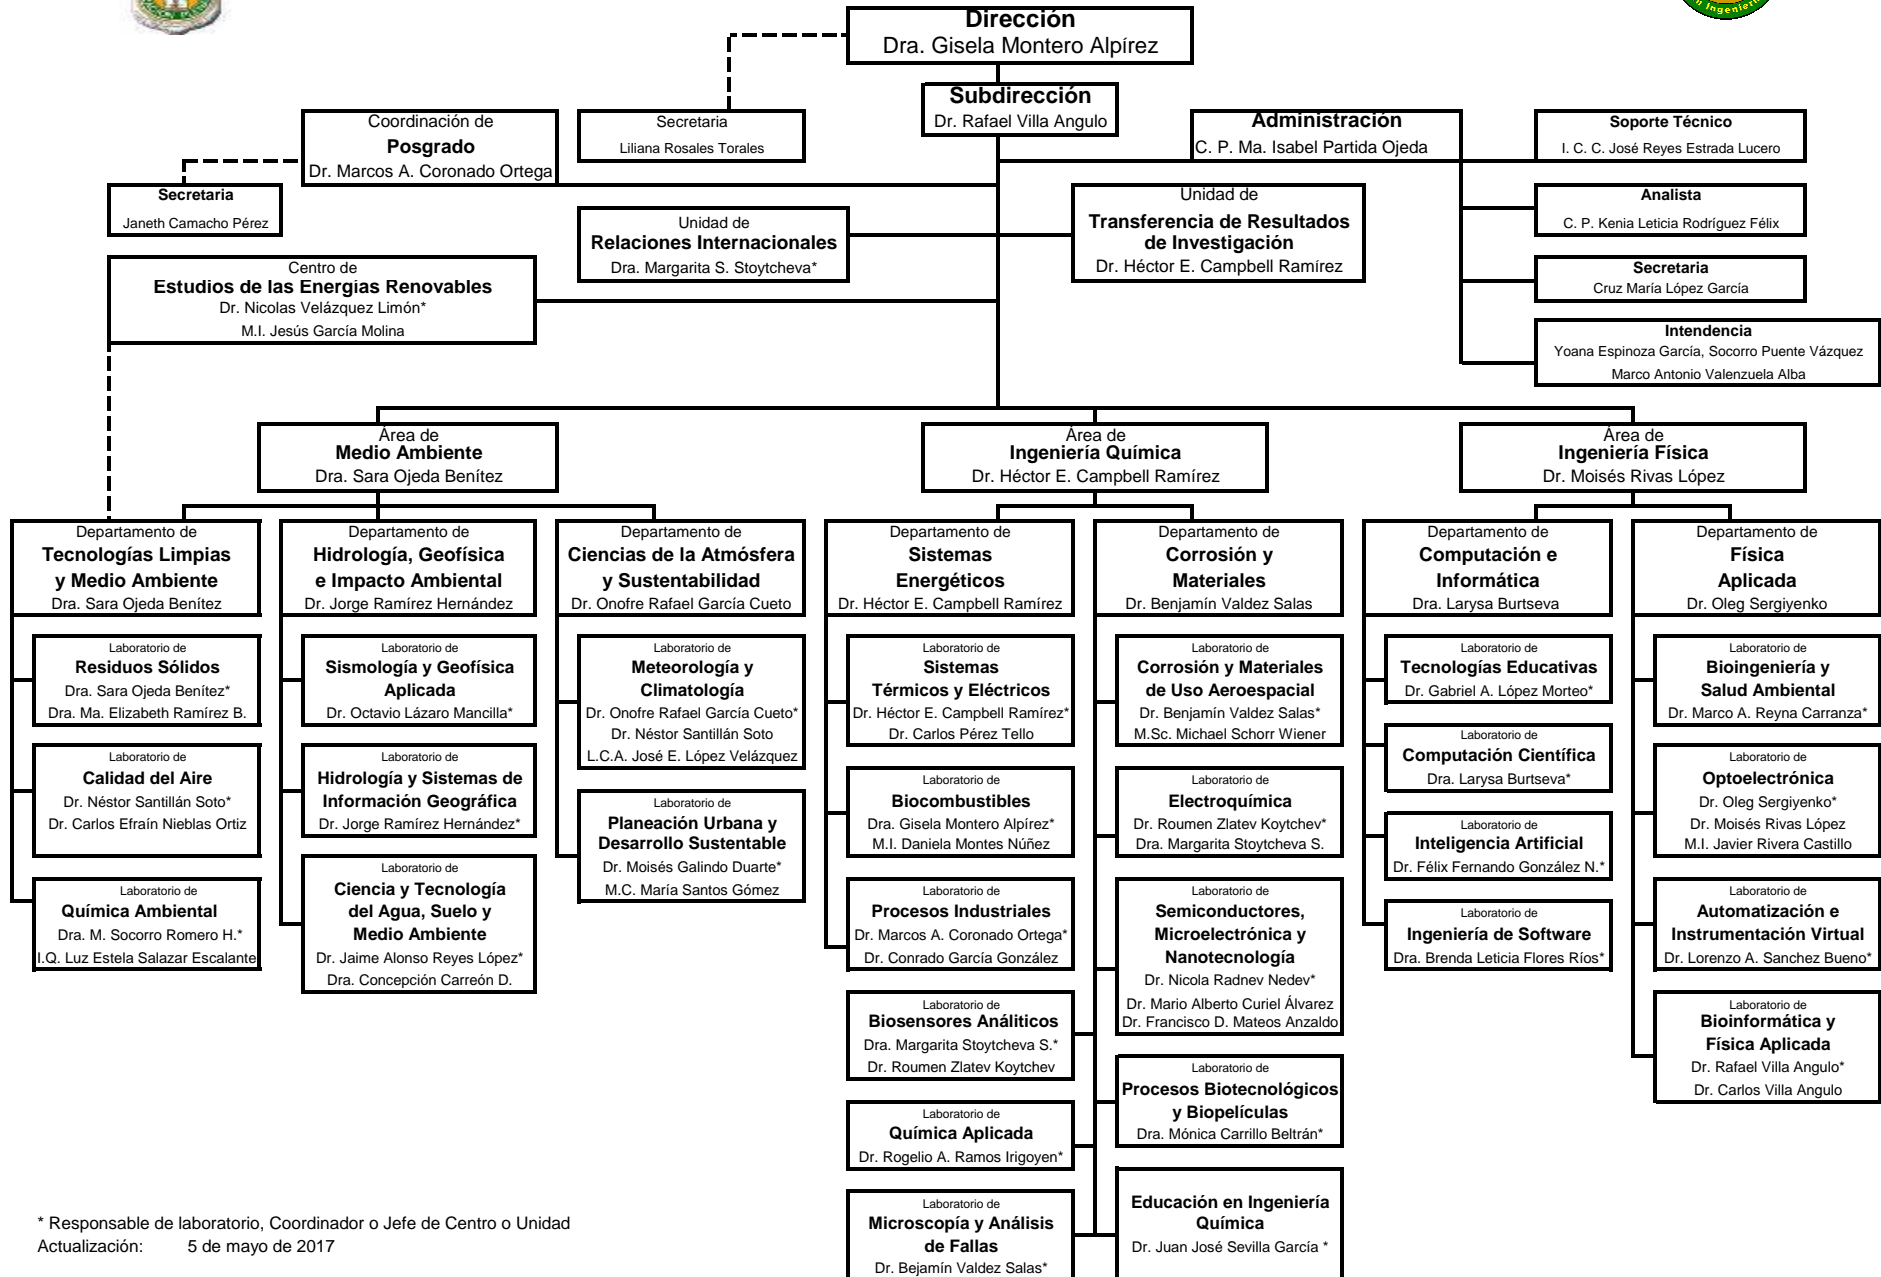 n Ingenierí
Dirección
Dra. Gisela Montero Alpírez
Subdirección
Dr. Rafael Villa Angulo
Coordinación de
Posgrado
Dr. Marcos A. Coronado Ortega
Secretaria
Liliana Rosales Torales
Administración
C. P. Ma. Isabel Partida Ojeda
Soporte Técnico
I. C. C. José Reyes Estrada Lucero
Secretaria
Janeth Camacho Pérez
Unidad de
Relaciones Internacionales
Dra. Margarita S. Stoytcheva*
Unidad de
Transferencia de Resultados
de Investigación
Dr. Héctor E. Campbell Ramírez
Analista
C. P. Kenia Leticia Rodríguez Félix
Centro de
Estudios de las Energías Renovables
Dr. Nicolas Velázquez Limón*
M.I. Jesús García Molina
Secretaria
Cruz María López García
Intendencia
Yoana Espinoza García, Socorro Puente Vázquez
Marco Antonio Valenzuela Alba
Área de
Medio Ambiente
Dra. Sara Ojeda Benítez
Área de
Ingeniería Química
Dr. Héctor E. Campbell Ramírez
Área de
Ingeniería Física
Dr. Moisés Rivas López
Departamento de
Tecnologías Limpias
y Medio Ambiente
Dra. Sara Ojeda Benítez
Laboratorio de
Residuos Sólidos
Dra. Sara Ojeda Benítez*
Dra. Ma. Elizabeth Ramírez B.
Laboratorio de
Calidad del Aire
Dr. Néstor Santillán Soto*
Dr. Carlos Efraín Nieblas Ortiz
Laboratorio de
Química Ambiental
Dra. M. Socorro Romero H.*
I.Q. Luz Estela Salazar Escalante
Departamento de
Hidrología, Geofísica
e Impacto Ambiental
Dr. Jorge Ramírez Hernández
Laboratorio de
Sismología y Geofísica
Aplicada
Dr. Octavio Lázaro Mancilla*
Laboratorio de
Hidrología y Sistemas de
Información Geográfica
Dr. Jorge Ramírez Hernández*
Laboratorio de
Ciencia y Tecnología
del Agua, Suelo y
Medio Ambiente
Dr. Jaime Alonso Reyes López*
Dra. Concepción Carreón D.
Departamento de
Ciencias de la Atmósfera
y Sustentabilidad
Dr. Onofre Rafael García Cueto
Laboratorio de
Meteorología y
Climatología
Dr. Onofre Rafael García Cueto*
Dr. Néstor Santillán Soto
L.C.A. José E. López Velázquez
Laboratorio de
Planeación Urbana y
Desarrollo Sustentable
Dr. Moisés Galindo Duarte*
M.C. María Santos Gómez
Departamento de
Sistemas
Energéticos
Dr. Héctor E. Campbell Ramírez
Laboratorio de
Sistemas
Térmicos y Eléctricos
Dr. Héctor E. Campbell Ramírez*
Dr. Carlos Pérez Tello
Laboratorio de
Biocombustibles
Dra. Gisela Montero Alpírez*
M.I. Daniela Montes Núñez
Laboratorio de
Procesos Industriales
Dr. Marcos A. Coronado Ortega*
Dr. Conrado García González
Laboratorio de
Biosensores Análiticos
Dra. Margarita Stoytcheva S.*
Dr. Roumen Zlatev Koytchev
Laboratorio de
Química Aplicada
Dr. Rogelio A. Ramos Irigoyen*
Laboratorio de
Microscopía y Análisis
de Fallas
Dr. Bejamín Valdez Salas*
Departamento de
Corrosión y
Materiales
Dr. Benjamín Valdez Salas
Laboratorio de
Corrosión y Materiales
de Uso Aeroespacial
Dr. Benjamín Valdez Salas*
M.Sc. Michael Schorr Wiener
Laboratorio de
Electroquímica
Dr. Roumen Zlatev Koytchev*
Dra. Margarita Stoytcheva S.
Laboratorio de
Semiconductores,
Microelectrónica y
Nanotecnología
Dr. Nicola Radnev Nedev*
Dr. Mario Alberto Curiel Álvarez
Dr. Francisco D. Mateos Anzaldo
Laboratorio de
Procesos Biotecnológicos
y Biopelículas
Dra. Mónica Carrillo Beltrán*
Educación en Ingeniería
Química
Dr. Juan José Sevilla García *
Departamento de
Computación e
Informática
Dra. Larysa Burtseva
Laboratorio de
Tecnologías Educativas
Dr. Gabriel A. López Morteo*
Laboratorio de
Computación Científica
Dra. Larysa Burtseva*
Laboratorio de
Inteligencia Artificial
Dr. Félix Fernando González N.*
Laboratorio de
Ingeniería de Software
Dra. Brenda Leticia Flores Ríos*
Departamento de
Física
Aplicada
Dr. Oleg Sergiyenko
Laboratorio de
Bioingeniería y
Salud Ambiental
Dr. Marco A. Reyna Carranza*
Laboratorio de
Optoelectrónica
Dr. Oleg Sergiyenko*
Dr. Moisés Rivas López
M.I. Javier Rivera Castillo
Laboratorio de
Automatización e
Instrumentación Virtual
Dr. Lorenzo A. Sanchez Bueno*
Laboratorio de
Bioinformática y
Física Aplicada
Dr. Rafael Villa Angulo*
Dr. Carlos Villa Angulo
* Responsable de laboratorio, Coordinador o Jefe de Centro o Unidad
Actualización: 5 de mayo de 2017